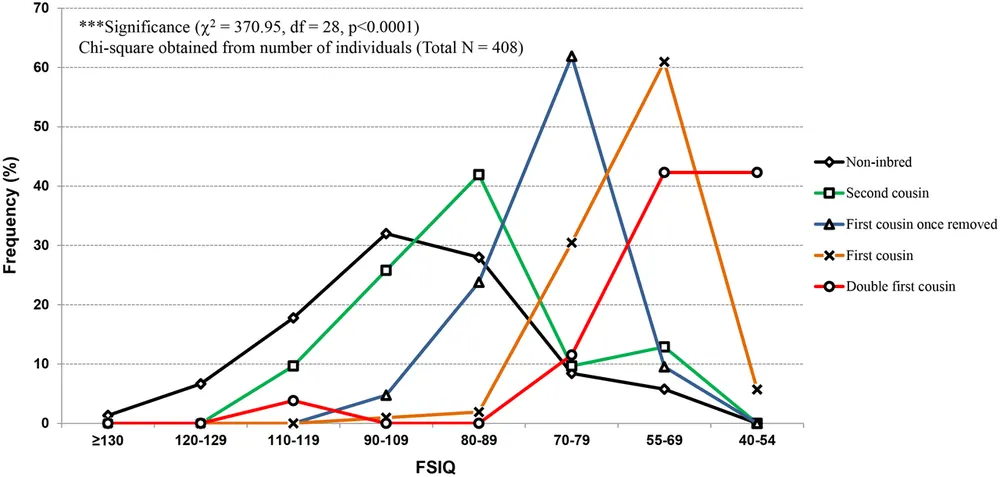 ***Significance (χ² = 370.95, df = 28, p<0.0001)
Chi-square obtained from number of individuals (Total N = 408)
70
60
50
40
30
20
10
0
Frequency (%)
≥130 120-129 110-119 90-109 80-89 70-79 55-69 40-54
FSIQ
Non-inbred
Second cousin
First cousin once removed
First cousin
Double first cousin